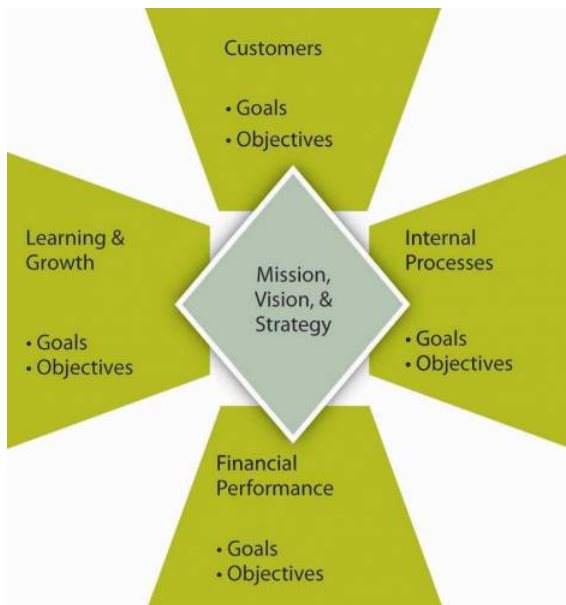 Customers
• Goals
• Objectives
Learning &
Growth
• Goals
• Objectives
Mission,
Vision, &
Strategy
Internal
Processes
• Goals
• Objectives
Financial
Performance
• Goals
• Objectives